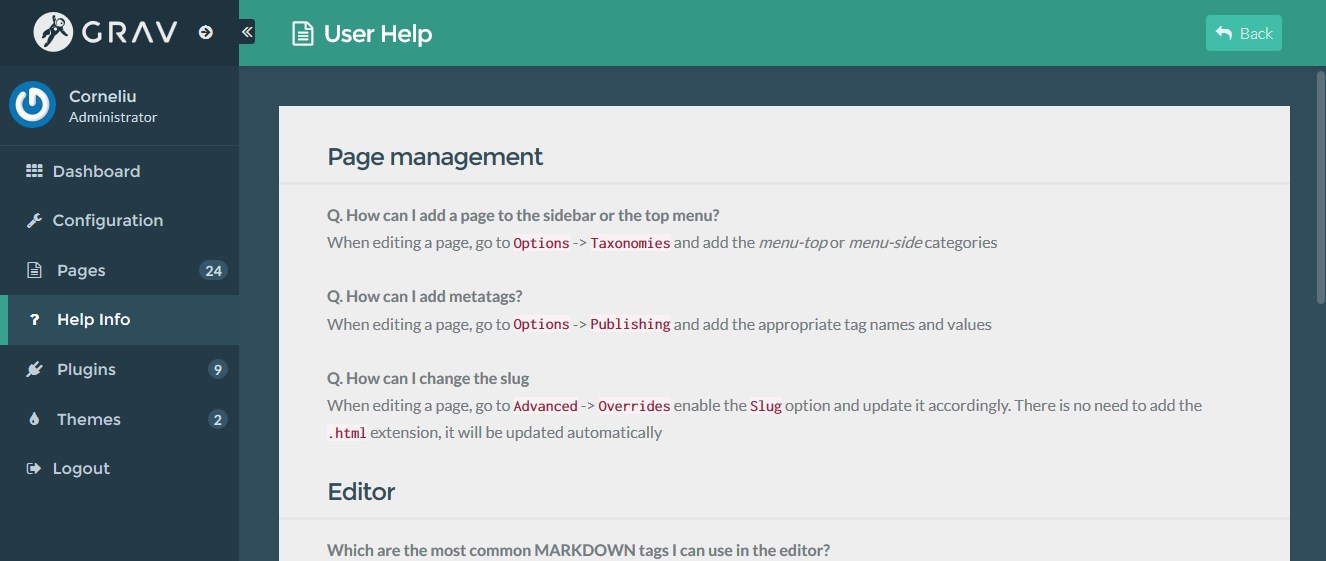 GRAV
User Help
Back
Corneliu
Administrator
Dashboard
Configuration
Pages 24
Help Info
Plugins 9
Themes 2
Logout
Page management
Q. How can I add a page to the sidebar or the top menu?
When editing a page, go to Options -> Taxonomies and add the menu-top or menu-side categories
Q. How can I add metatags?
When editing a page, go to Options -> Publishing and add the appropriate tag names and values
Q. How can I change the slug
When editing a page, go to Advanced -> Overrides enable the Slug option and update it accordingly. There is no need to add the
.html extension, it will be updated automatically
Editor
Which are the most common MARKDOWN tags I can use in the editor?